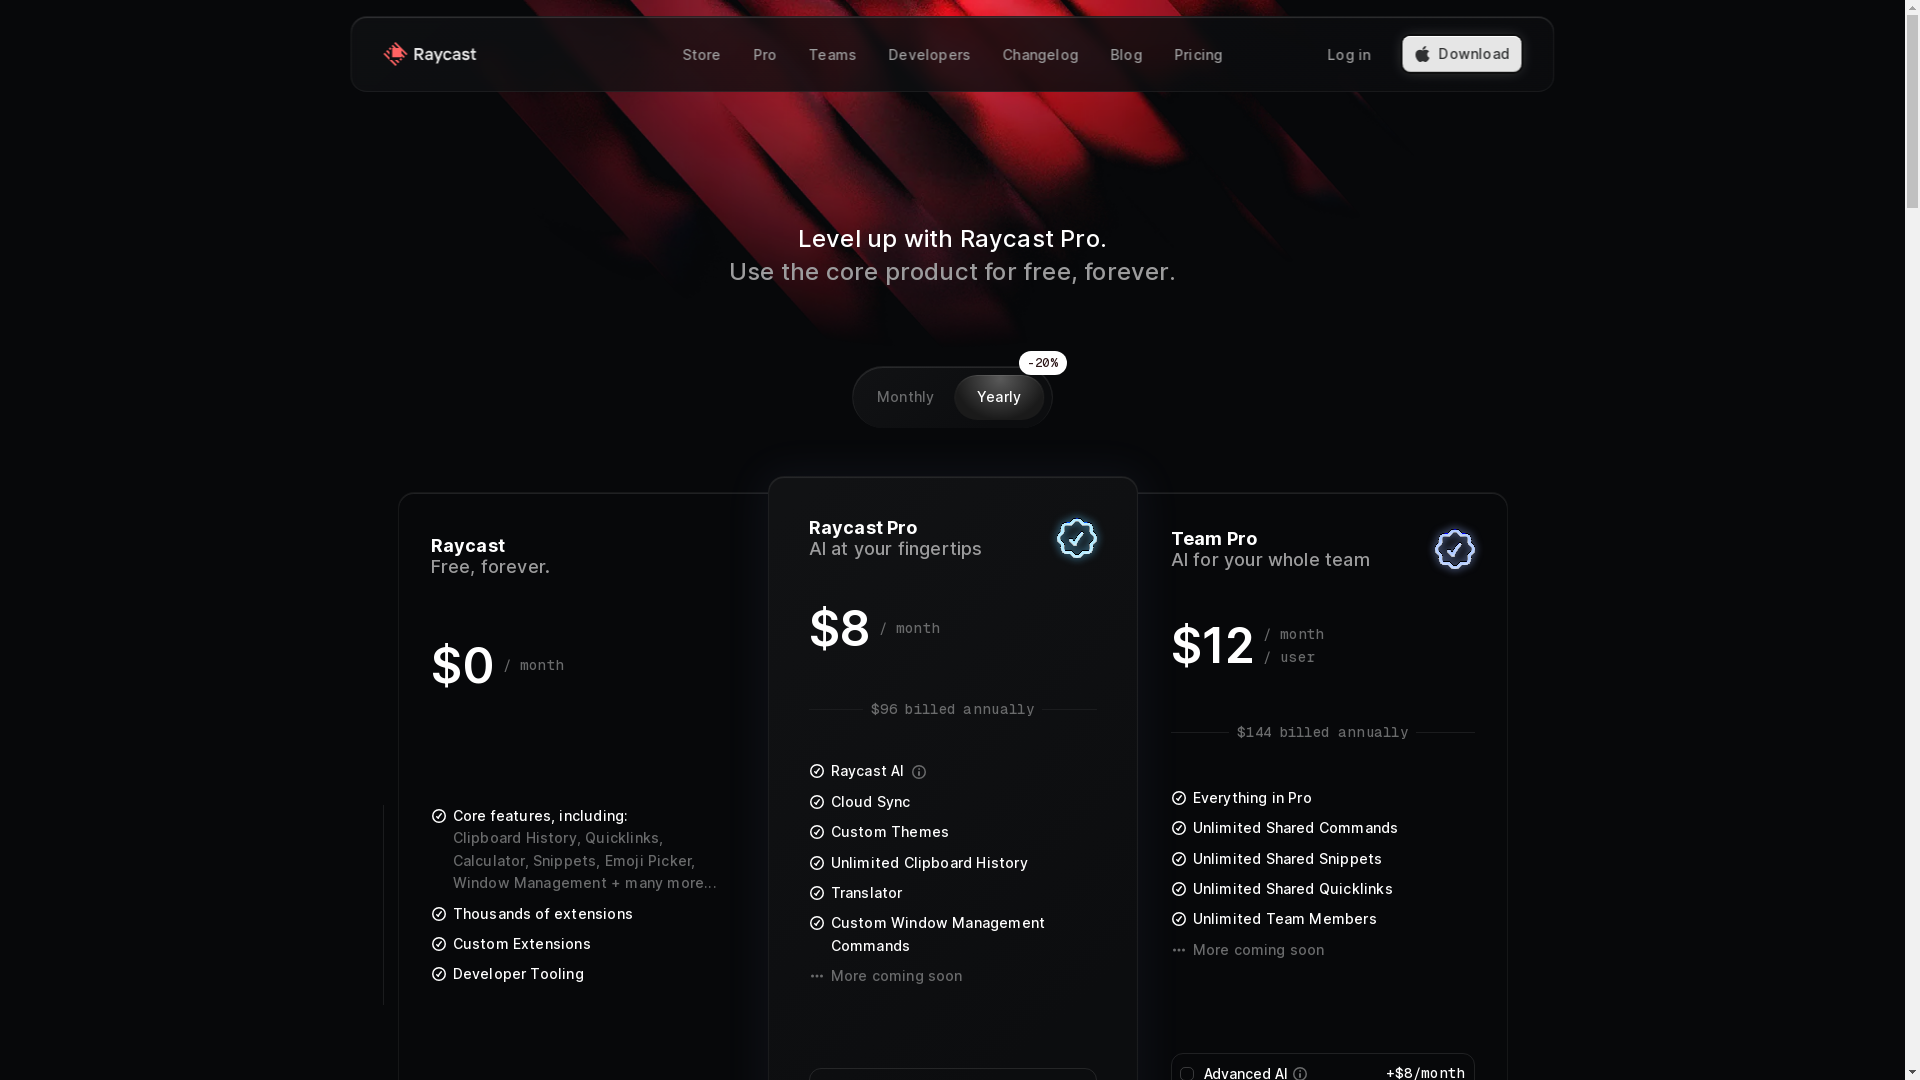 Raycast
Store
Pro
Teams
Developers
Changelog
Blog
Pricing
Log in
Download
Level up with Raycast Pro.
Use the core product for free, forever.
-20%
Monthly
Yearly
Raycast
Free, forever.
$0 / month
Core features, including:
Clipboard History, Quicklinks,
Calculator, Snippets, Emoji Picker,
Window Management + many more...
Thousands of extensions
Custom Extensions
Developer Tooling
Raycast Pro
AI at your fingertips
$8 / month
$96 billed annually
Raycast AI
Cloud Sync
Custom Themes
Unlimited Clipboard History
Translator
Custom Window Management
Commands
More coming soon
Team Pro
AI for your whole team
$12 / month
/ user
$144 billed annually
Everything in Pro
Unlimited Shared Commands
Unlimited Shared Snippets
Unlimited Shared Quicklinks
Unlimited Team Members
More coming soon
Advanced AI +$8/month